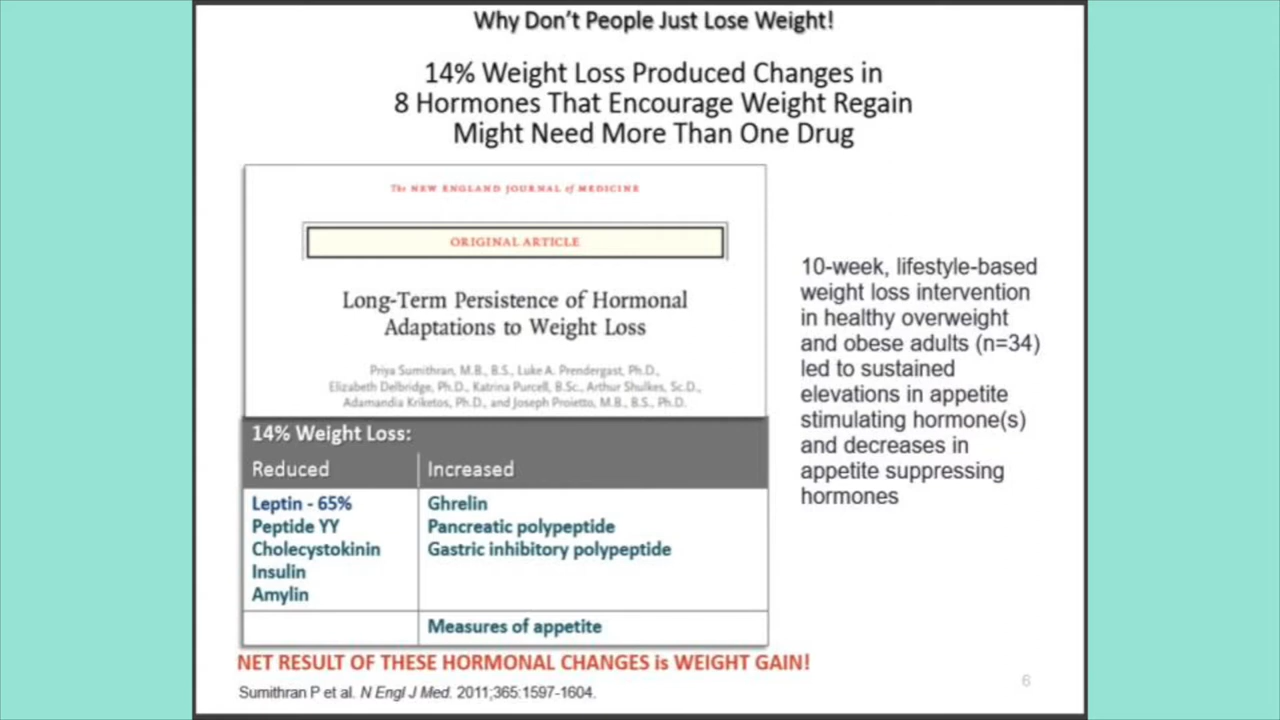 Why Don't People Just Lose Weight!
14% Weight Loss Produced Changes in
8 Hormones That Encourage Weight Regain
Might Need More Than One Drug
The NEW ENGLAND JOURNAL of MEDICINE
ORIGINAL ARTICLE
Long-Term Persistence of Hormonal
Adaptations to Weight Loss
Priya Sumithran, M.B., B.S., Luke A. Prendergast, Ph.D.,
Elizabeth Delbridge, Ph.D., Katrina Purcell, B.Sc., Arthur Shulkes, Sc.D.,
Adamandia Kriketos, Ph.D., and Joseph Proietto, M.B., B.S., Ph.D.
14% Weight Loss:
Reduced Increased
Leptin - 65% Ghrelin
Peptide YY Pancreatic polypeptide
Cholecystokinin Gastric inhibitory polypeptide
Insulin
Amylin
Measures of appetite
10-week, lifestyle-based
weight loss intervention
in healthy overweight
and obese adults (n=34)
led to sustained
elevations in appetite
stimulating hormone(s)
and decreases in
appetite suppressing
hormones
NET RESULT OF THESE HORMONAL CHANGES is WEIGHT GAIN!
Sumithran P et al. N Engl J Med. 2011;365:1597-1604.
6